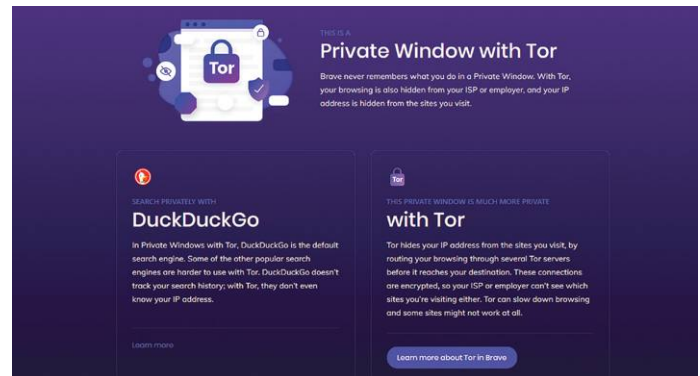 THIS IS A
Private Window with Tor
Brave never remembers what you do in a Private Window. With Tor,
your browsing is also hidden from your ISP or employer, and your IP
address is hidden from the sites you visit.
Tor
SEARCH PRIVATELY WITH
DuckDuckGo
In Private Windows with Tor, DuckDuckGo is the default
search engine. Some of the other popular search
engines are harder to use with Tor. DuckDuckGo doesn't
track your search history; with Tor, they don't even
know your IP address.
Learn more
Tor
THIS PRIVATE WINDOW IS MUCH MORE PRIVATE
with Tor
Tor hides your IP address from the sites you visit, by
routing your browsing through several Tor servers
before it reaches your destination. These connections
are encrypted, so your ISP or employer can't see which
sites you're visiting either. Tor can slow down browsing
and some sites might not work at all.
Learn more about Tor in Brave